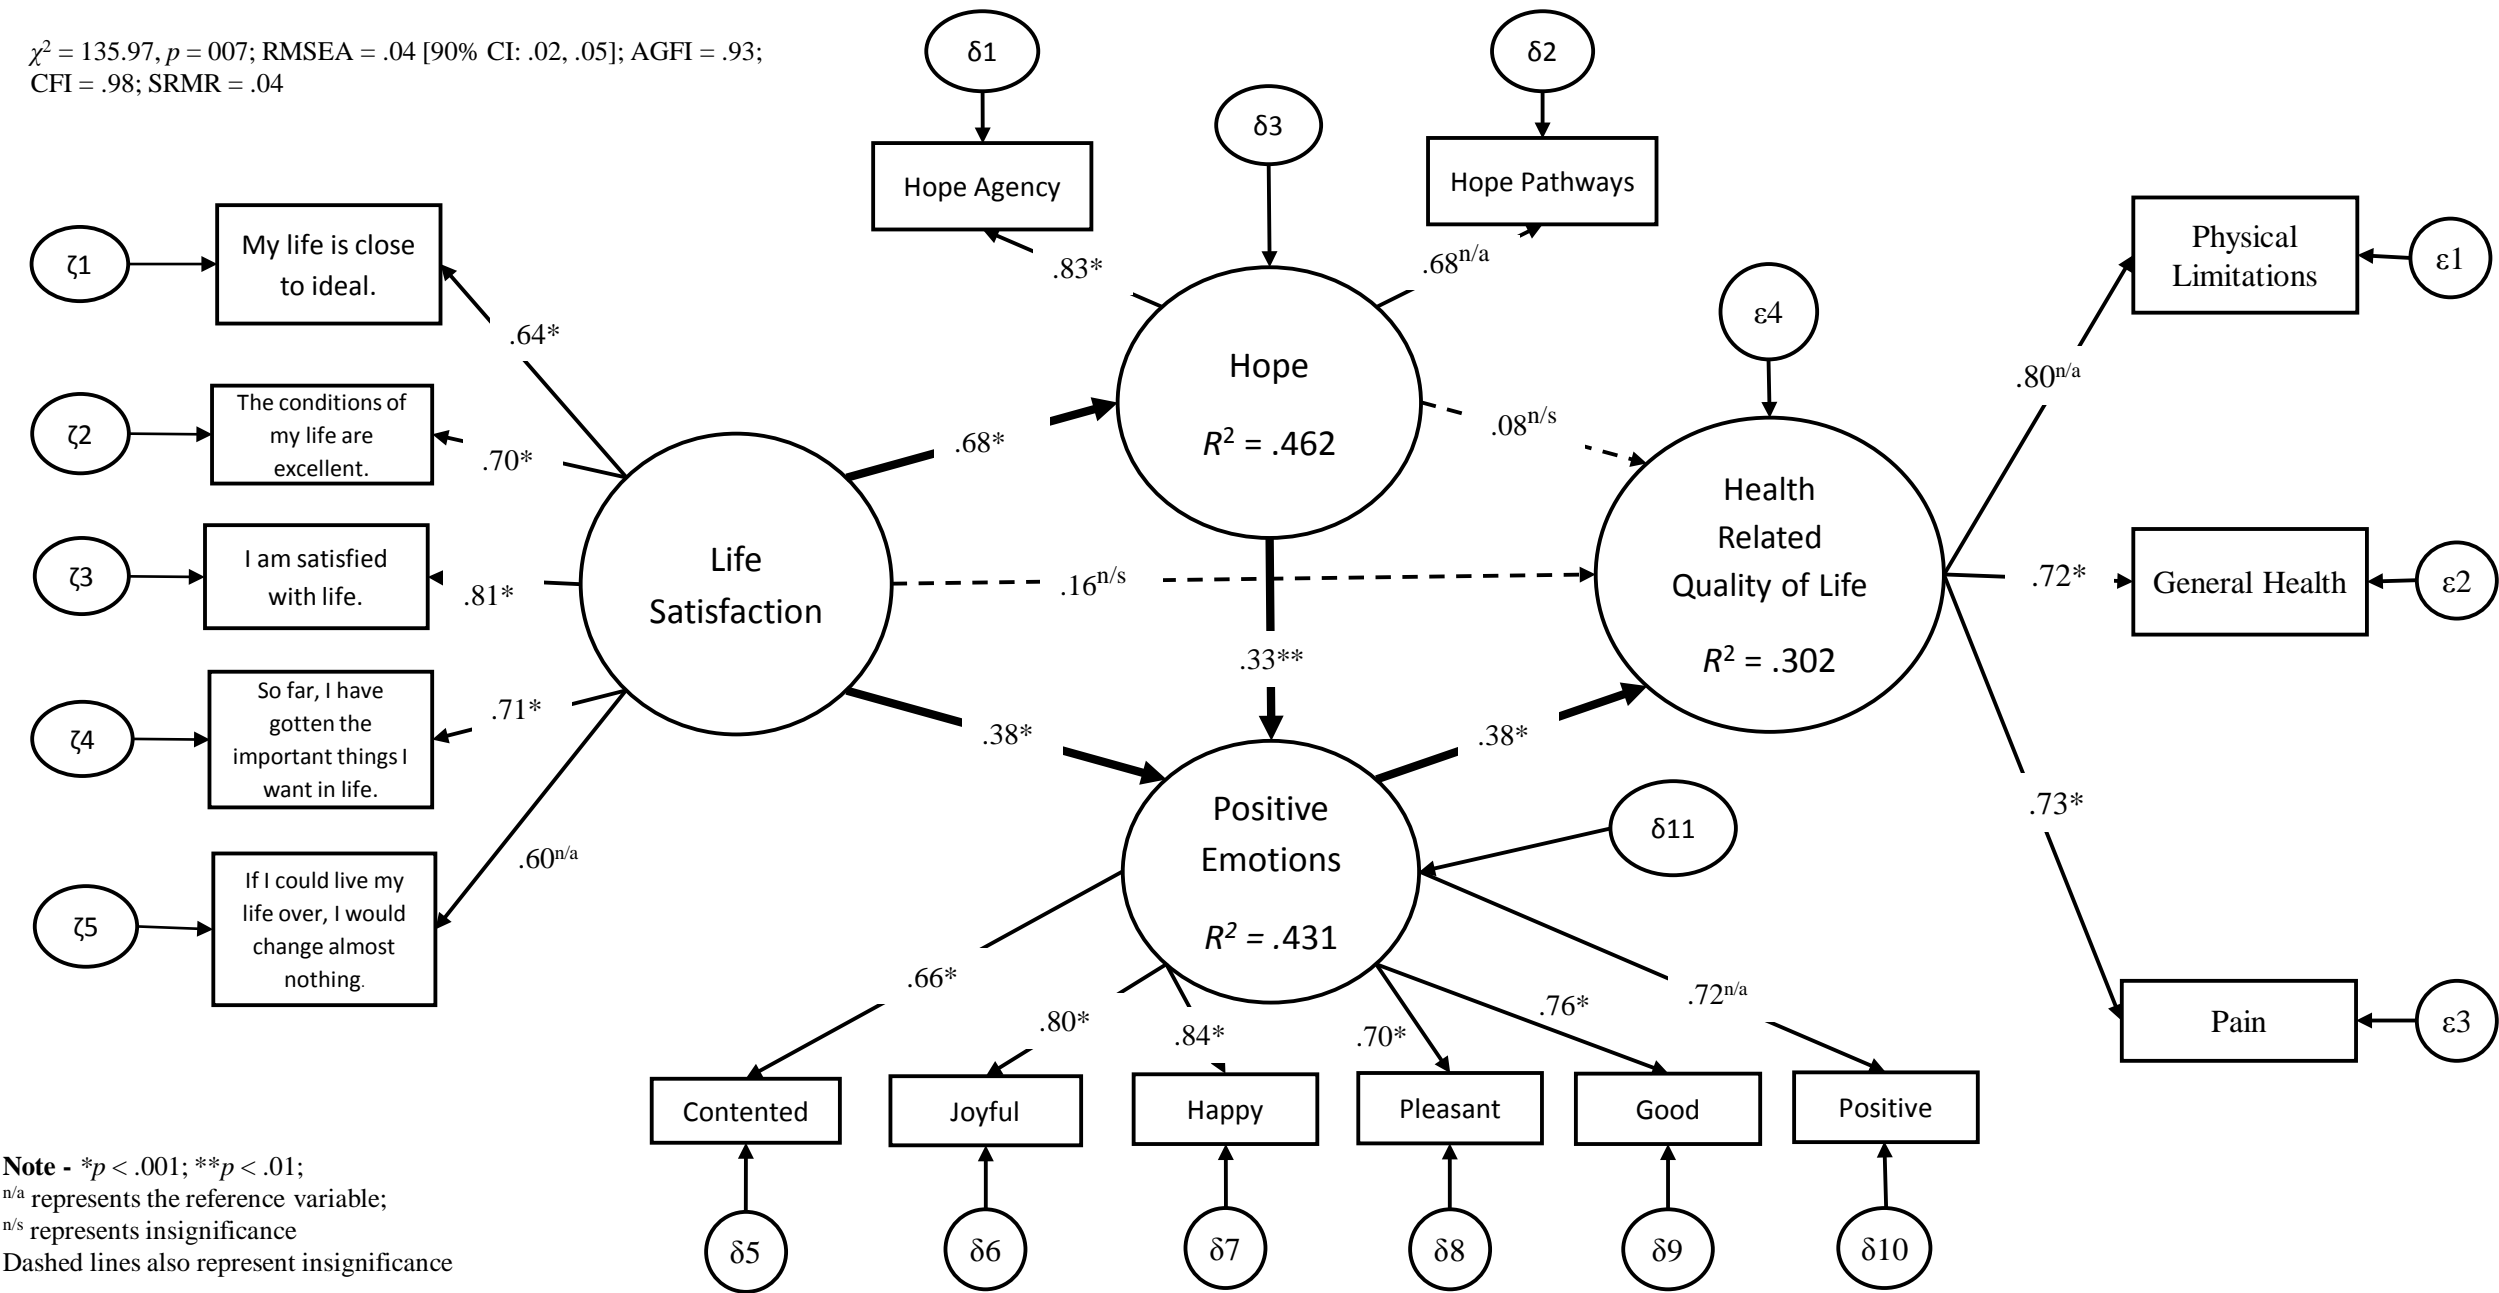 χ² = 135.97, p = 007; RMSEA = .04 [90% CI: .02, .05]; AGFI = .93;
CFI = .98; SRMR = .04
δ1
δ2
δ3
Hope Agency
Hope Pathways
.83*
.68n/a
ζ1
My life is close
to ideal.
.64*
ζ2
The conditions of
my life are
excellent.
.70*
ζ3
I am satisfied
with life.
.81*
ζ4
So far, I have
gotten the
important things I
want in life.
.71*
ζ5
If I could live my
life over, I would
change almost
nothing.
.60n/a
Life
Satisfaction
.68*
.16n/s
.38*
Hope
R² = .462
.08n/s
.33**
ε4
Health
Related
Quality of Life
R² = .302
.38*
Positive
Emotions
R² = .431
δ11
.80n/a
Physical
Limitations
ε1
.72*
General Health
ε2
.73*
Pain
ε3
.66*
.80*
.84*
.70*
.76*
.72n/a
Contented
Joyful
Happy
Pleasant
Good
Positive
δ5
δ6
δ7
δ8
δ9
δ10
Note - *p < .001; **p < .01;
n/a represents the reference variable;
n/s represents insignificance
Dashed lines also represent insignificance